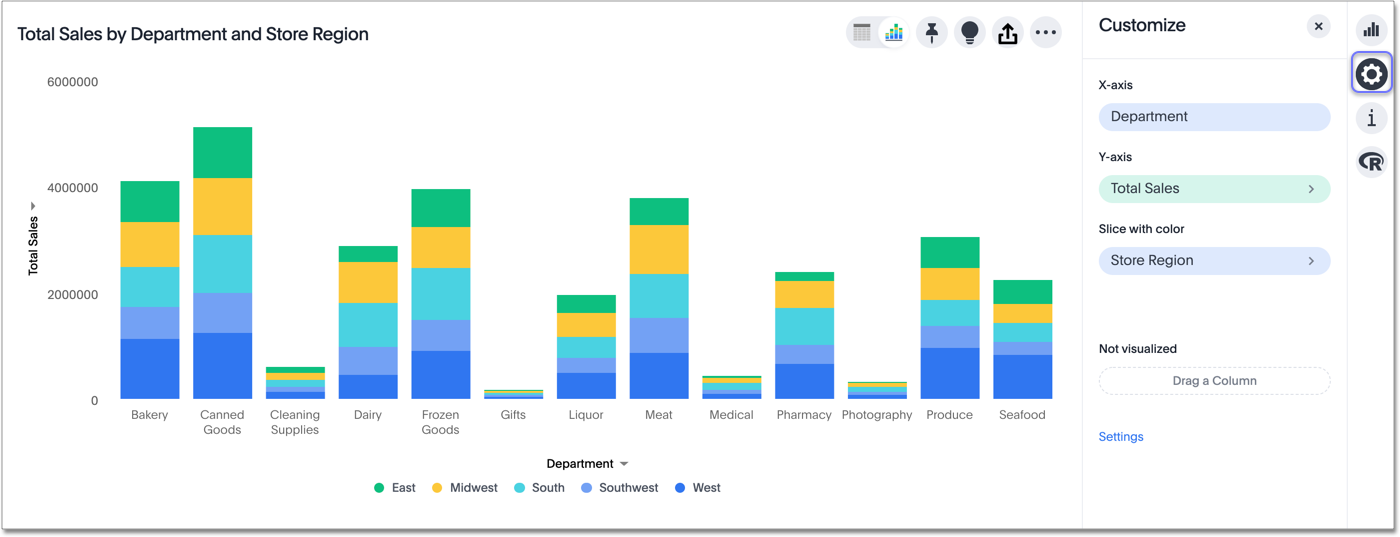 Total Sales by Department and Store Region
6000000
4000000
2000000
0
Total Sales
Bakery
Canned
Goods
Cleaning
Supplies
Dairy
Frozen
Goods
Gifts
Liquor
Meat
Medical
Pharmacy
Photography
Produce
Seafood
Department
East
Midwest
South
Southwest
West
Customize
X-axis
Department
Y-axis
Total Sales
Slice with color
Store Region
Not visualized
Drag a Column
Settings
i
R